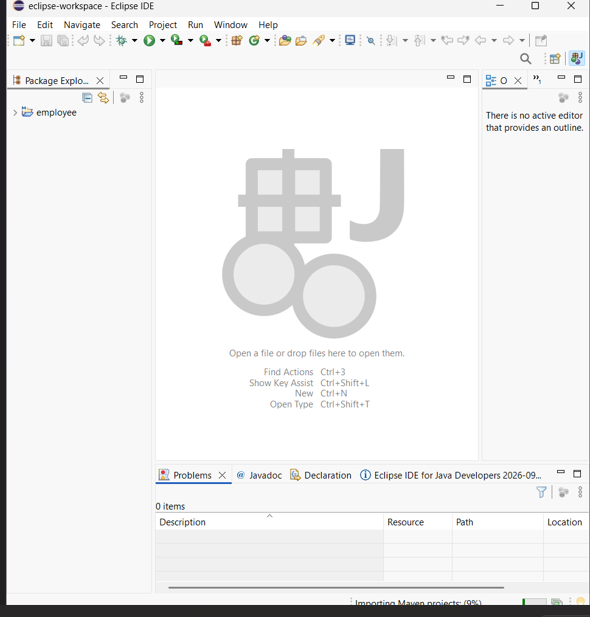 eclipse-workspace - Eclipse IDE
File Edit Navigate Search Project Run Window Help
Package Explo...
employee
O
There is no active editor
that provides an outline.
Open a file or drop files here to open them.
Find Actions Ctrl+3
Show Key Assist Ctrl+Shift+L
New Ctrl+N
Open Type Ctrl+Shift+T
Problems @ Javadoc Declaration Eclipse IDE for Java Developers 2026-09...
0 items
Description Resource Path Location
Importing Maven projects: (9%)